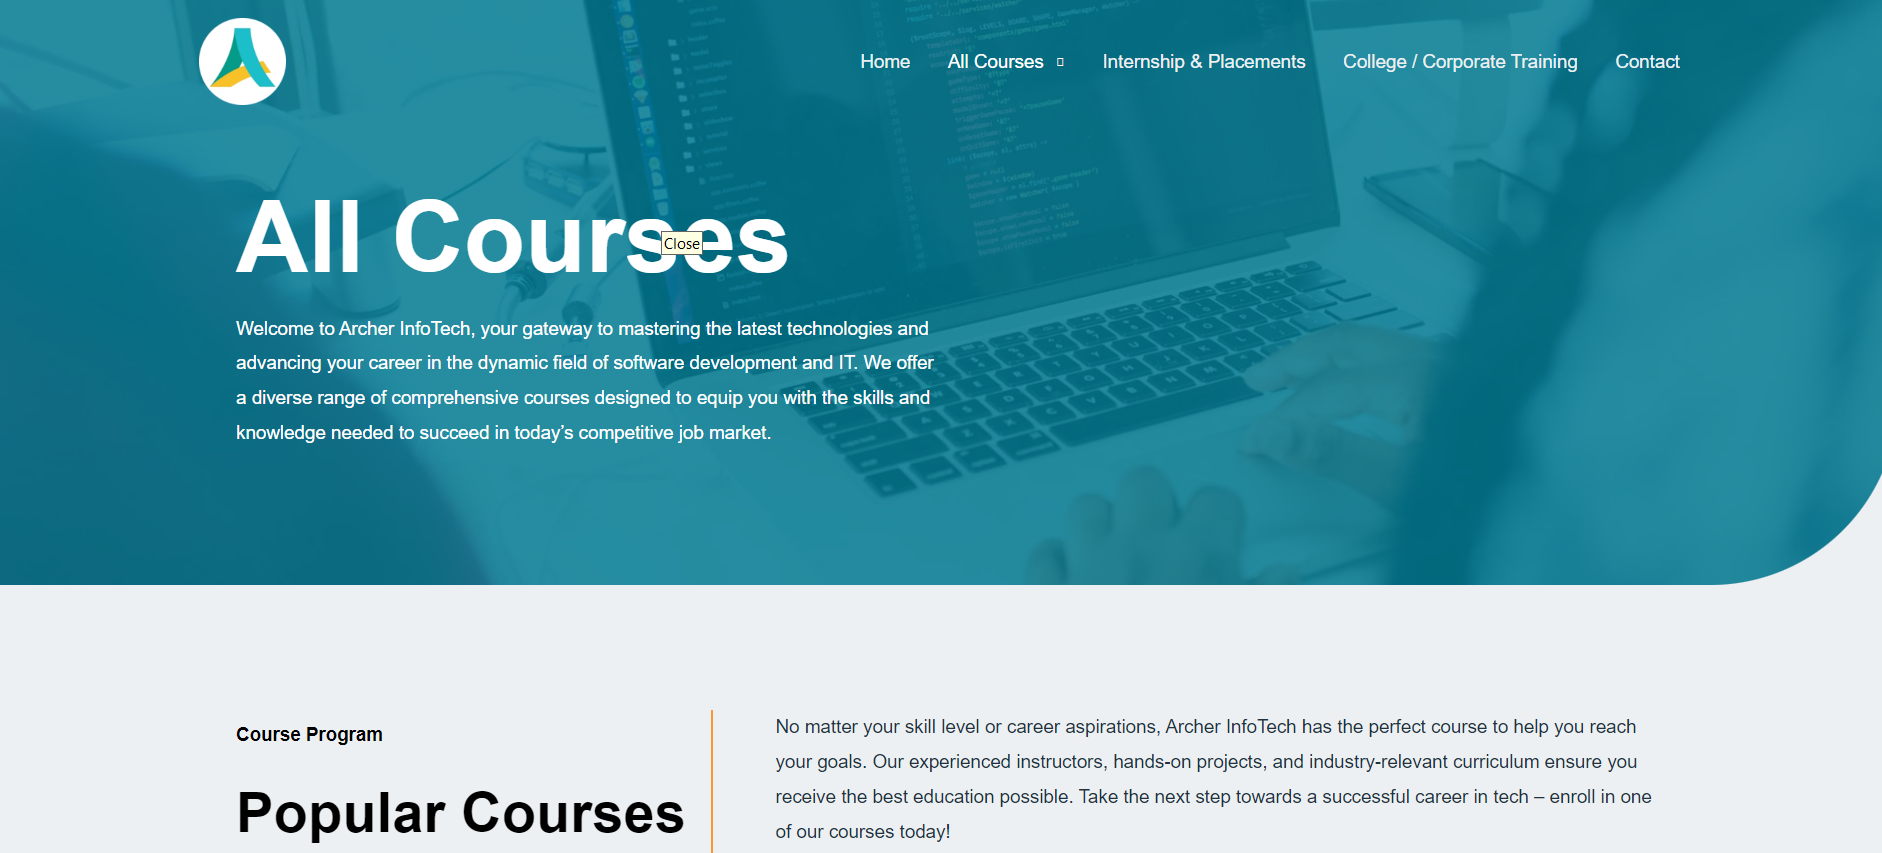 Home All Courses Internship & Placements College / Corporate Training Contact
All Courses
Close
Welcome to Archer InfoTech, your gateway to mastering the latest technologies and
advancing your career in the dynamic field of software development and IT. We offer
a diverse range of comprehensive courses designed to equip you with the skills and
knowledge needed to succeed in today’s competitive job market.
Course Program
Popular Courses
No matter your skill level or career aspirations, Archer InfoTech has the perfect course to help you reach
your goals. Our experienced instructors, hands-on projects, and industry-relevant curriculum ensure you
receive the best education possible. Take the next step towards a successful career in tech – enroll in one
of our courses today!